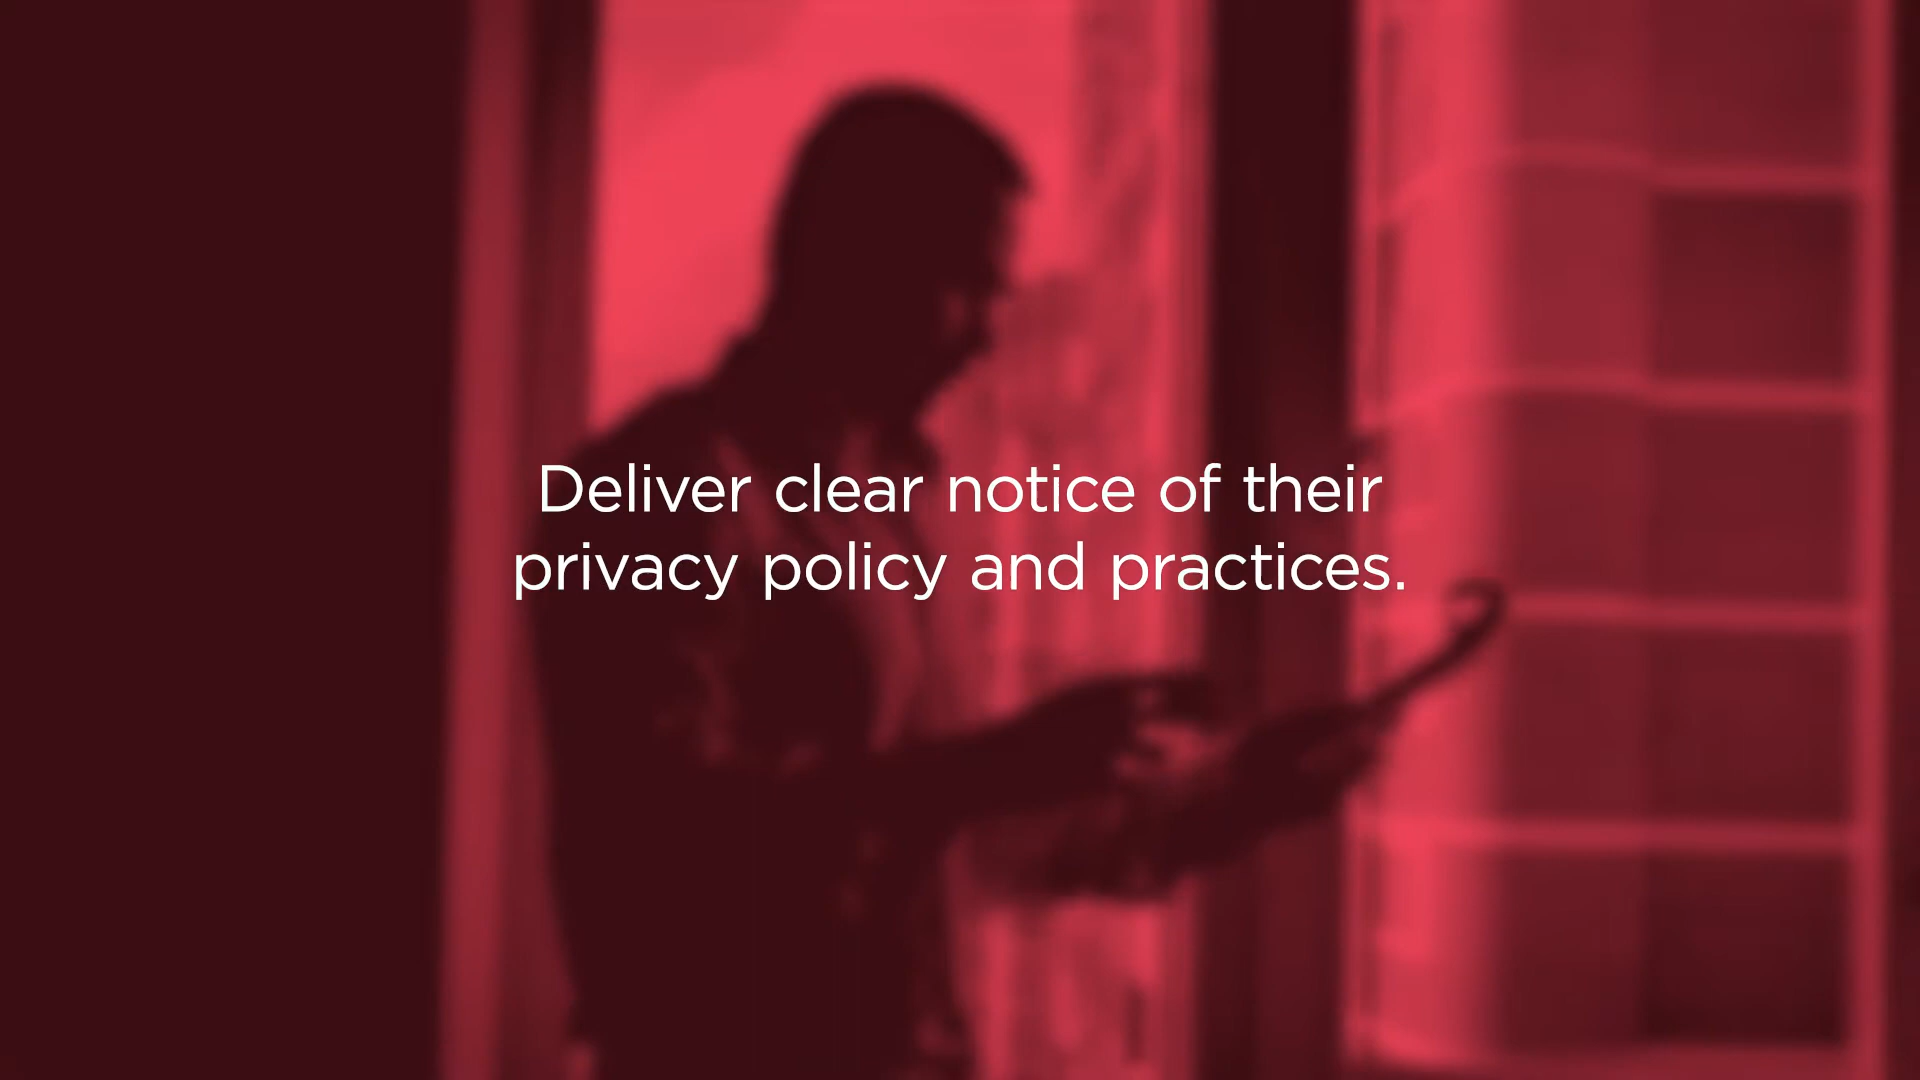 Deliver clear notice of their
privacy policy and practices.